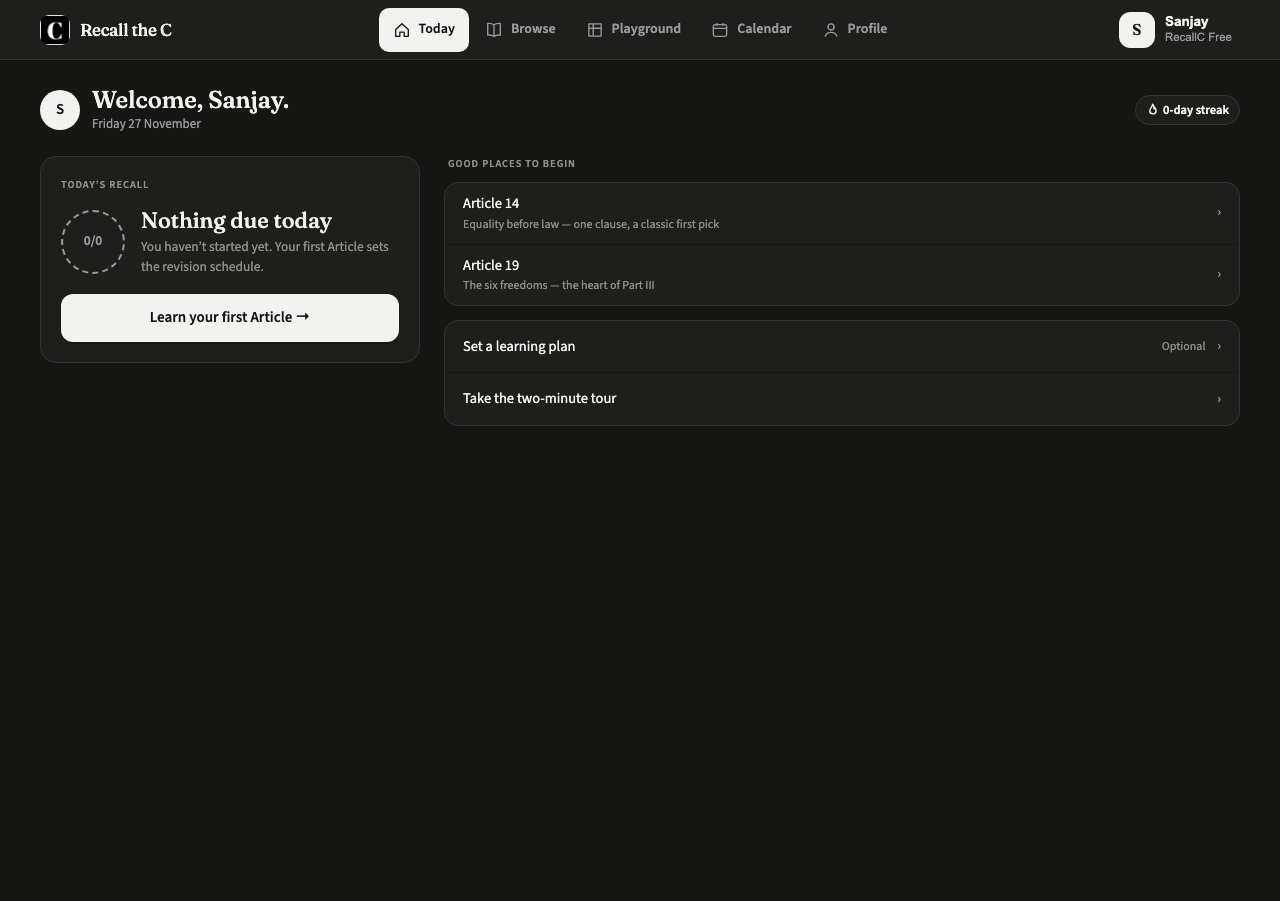 C Recall the C
Today
Browse
Playground
Calendar
Profile
S
Sanjay
RecallC Free
S
Welcome, Sanjay.
Friday 27 November
0-day streak
TODAY’S RECALL
0/0
Nothing due today
You haven’t started yet. Your first Article sets
the revision schedule.
Learn your first Article →
GOOD PLACES TO BEGIN
Article 14
Equality before law — one clause, a classic first pick
›
Article 19
The six freedoms — the heart of Part III
›
Set a learning plan
Optional ›
Take the two-minute tour
›